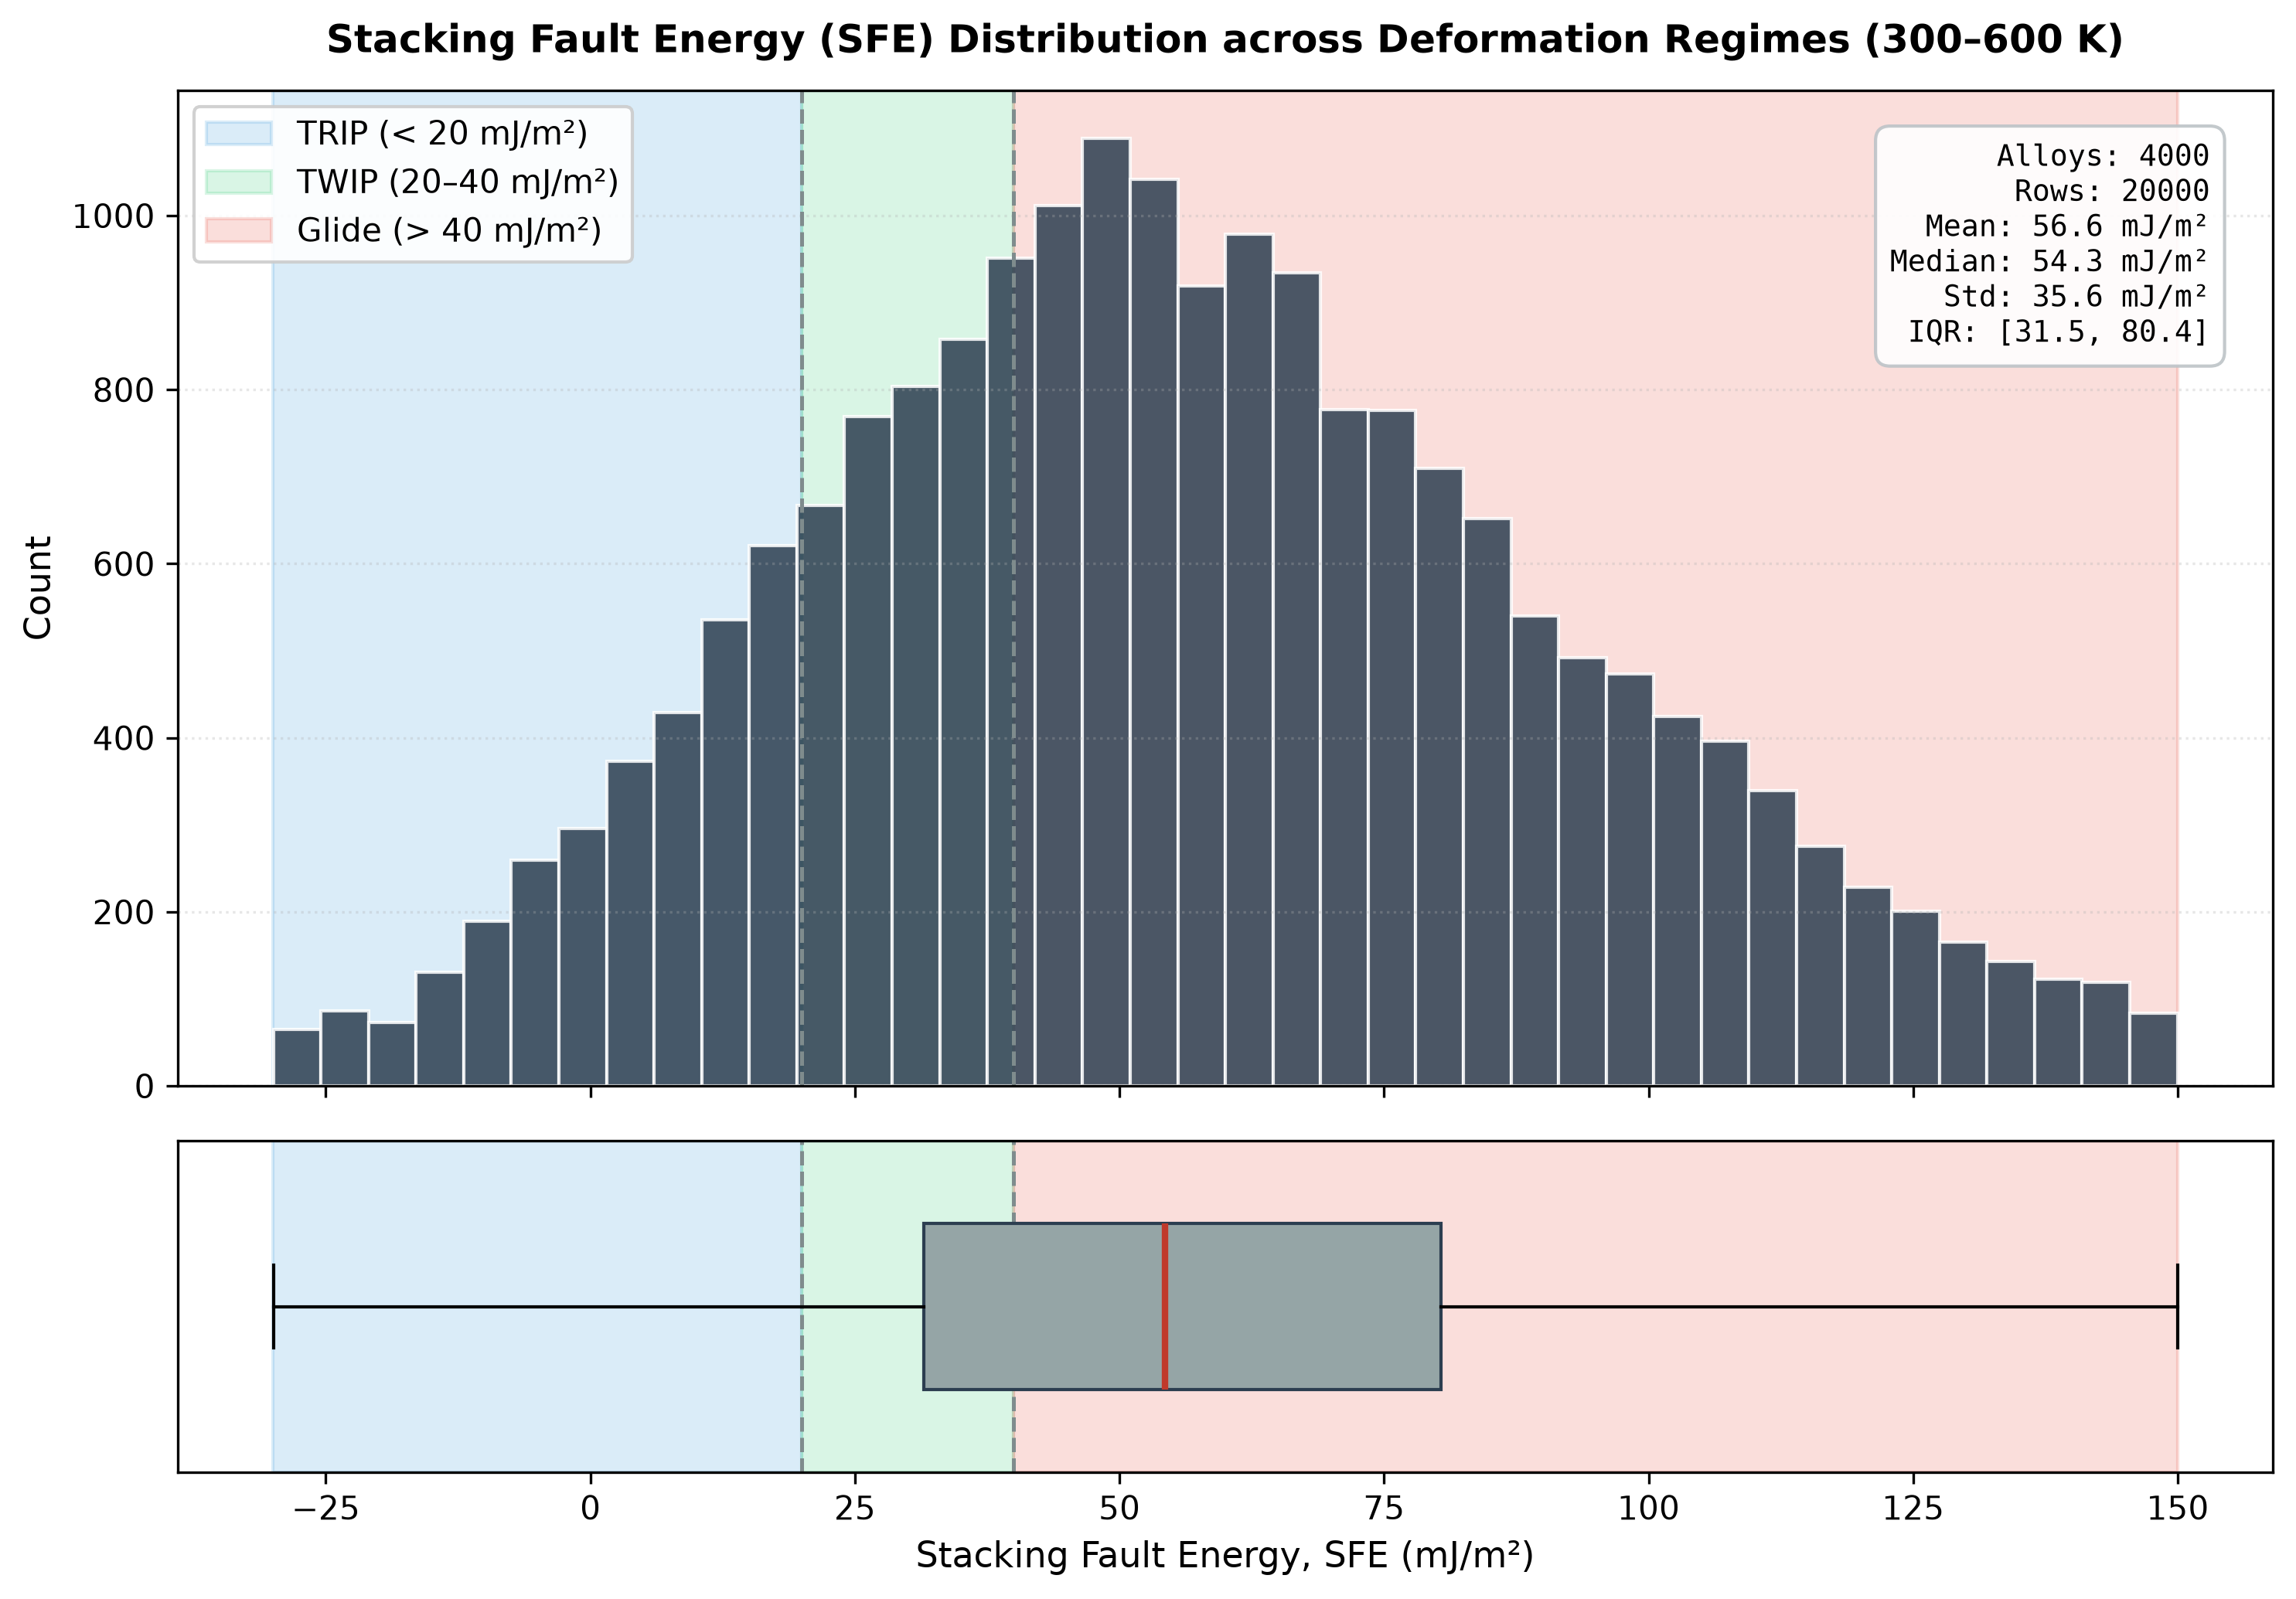 Stacking Fault Energy (SFE) Distribution across Deformation Regimes (300–600 K)
TRIP (< 20 mJ/m²)
TWIP (20–40 mJ/m²)
Glide (> 40 mJ/m²)
Alloys: 4000
Rows: 20000
Mean: 56.6 mJ/m²
Median: 54.3 mJ/m²
Std: 35.6 mJ/m²
IQR: [31.5, 80.4]
Count
1000
800
600
400
200
0
−25
0
25
50
75
100
125
150
Stacking Fault Energy, SFE (mJ/m²)